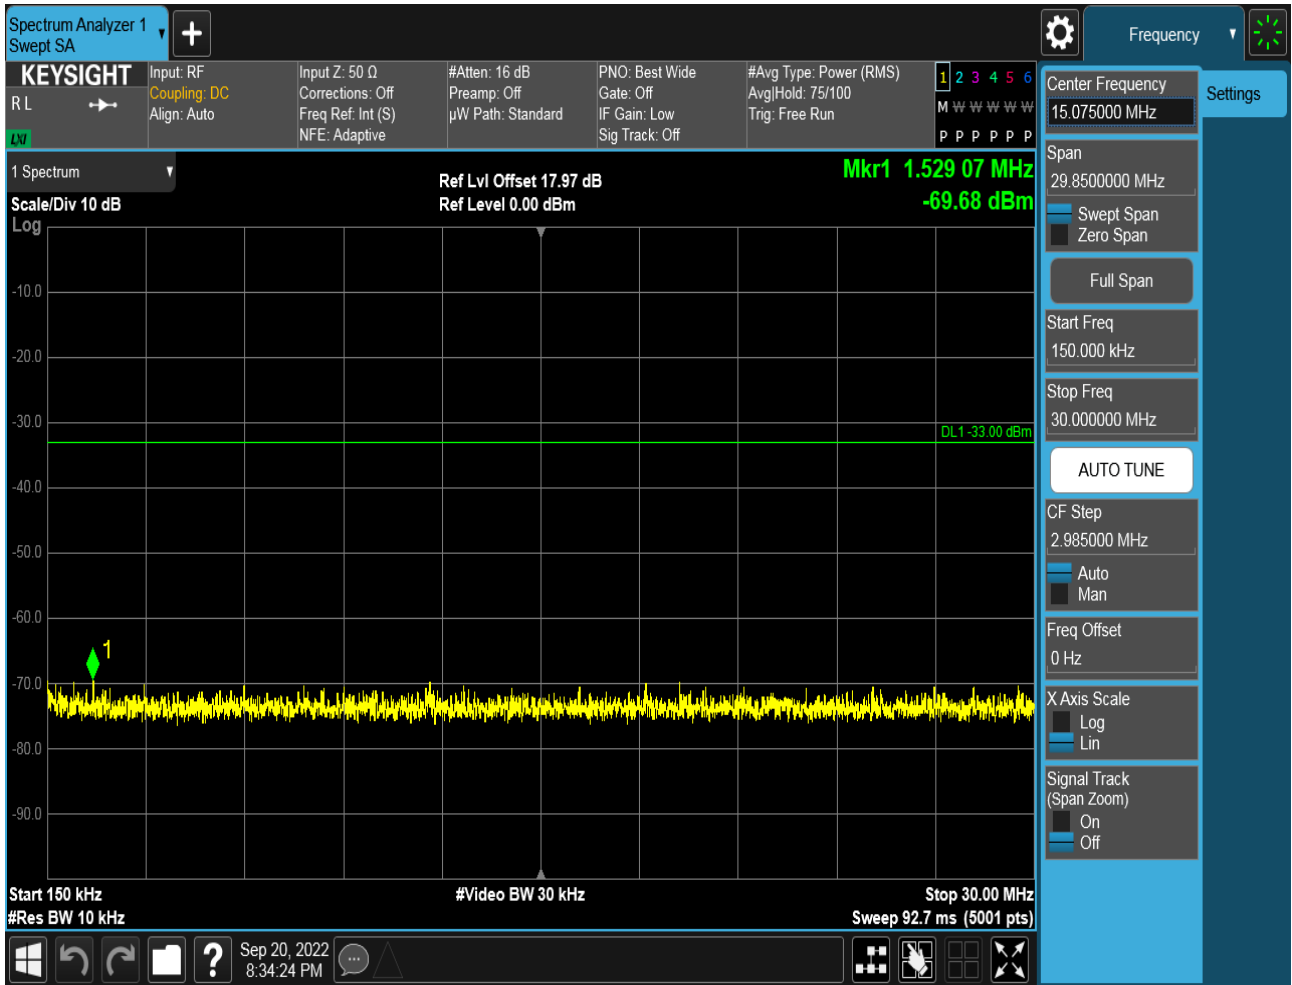 Spectrum Analyzer 1
Swept SA
Frequency
KEYSIGHT
R L
LXI
Input: RF
Coupling: DC
Align: Auto
Input Z: 50 Ω
Corrections: Off
Freq Ref: Int (S)
NFE: Adaptive
#Atten: 16 dB
Preamp: Off
µW Path: Standard
PNO: Best Wide
Gate: Off
IF Gain: Low
Sig Track: Off
#Avg Type: Power (RMS)
Avg|Hold: 75/100
Trig: Free Run
1 2 3 4 5 6
M W W W W W
P P P P P P
1 Spectrum
Scale/Div 10 dB
Log
Ref Lvl Offset 17.97 dB
Ref Level 0.00 dBm
Mkr1 1.529 07 MHz
-69.68 dBm
-10.0
-20.0
-30.0
DL1 -33.00 dBm
-40.0
-50.0
-60.0
1
-70.0
-80.0
-90.0
Start 150 kHz
#Res BW 10 kHz
#Video BW 30 kHz
Stop 30.00 MHz
Sweep 92.7 ms (5001 pts)
?
Sep 20, 2022
8:34:24 PM
Center Frequency
15.075000 MHz
Settings
Span
29.8500000 MHz
Swept Span
Zero Span
Full Span
Start Freq
150.000 kHz
Stop Freq
30.000000 MHz
AUTO TUNE
CF Step
2.985000 MHz
Auto
Man
Freq Offset
0 Hz
X Axis Scale
Log
Lin
Signal Track
(Span Zoom)
On
Off